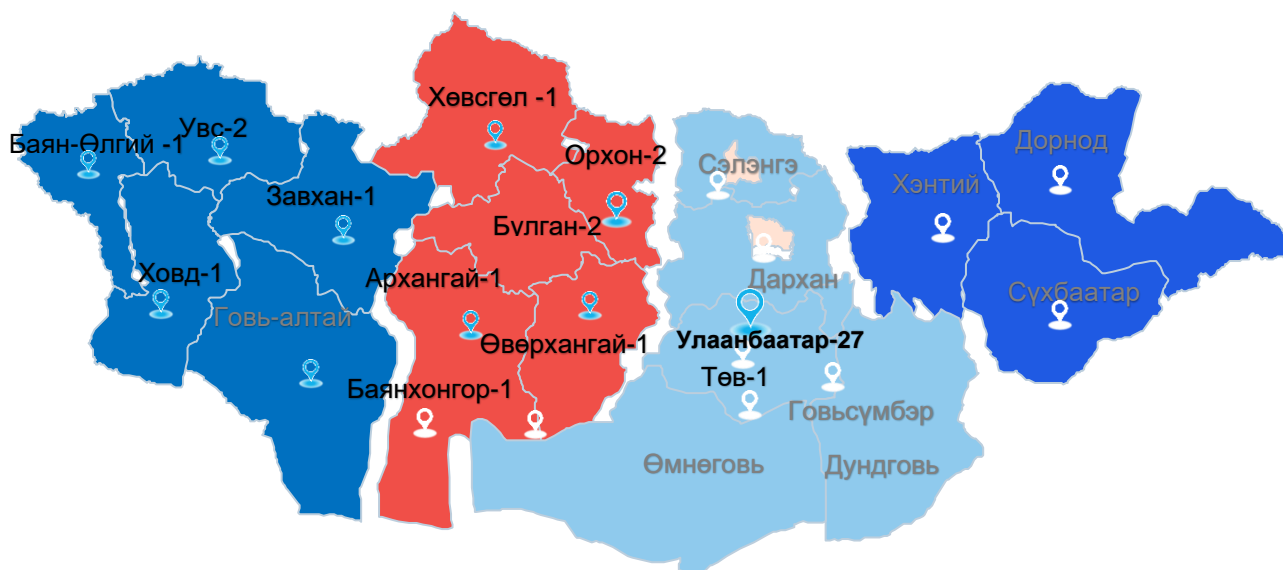 Хөвсгөл -1
Увс-2
Баян-Өлгий -1
Орхон-2
Завхан-1
Бүлган-2
Ховд-1
Архангай-1
Говь-алтай
Өвөрхангай-1
Баянхонгор-1
Сэлэнгэ
Дархан
Улаанбаатар-27
Төв-1
Говьсүмбэр
Өмнөговь
Дундговь
Дорнод
Хэнтий
Сүхбаатар